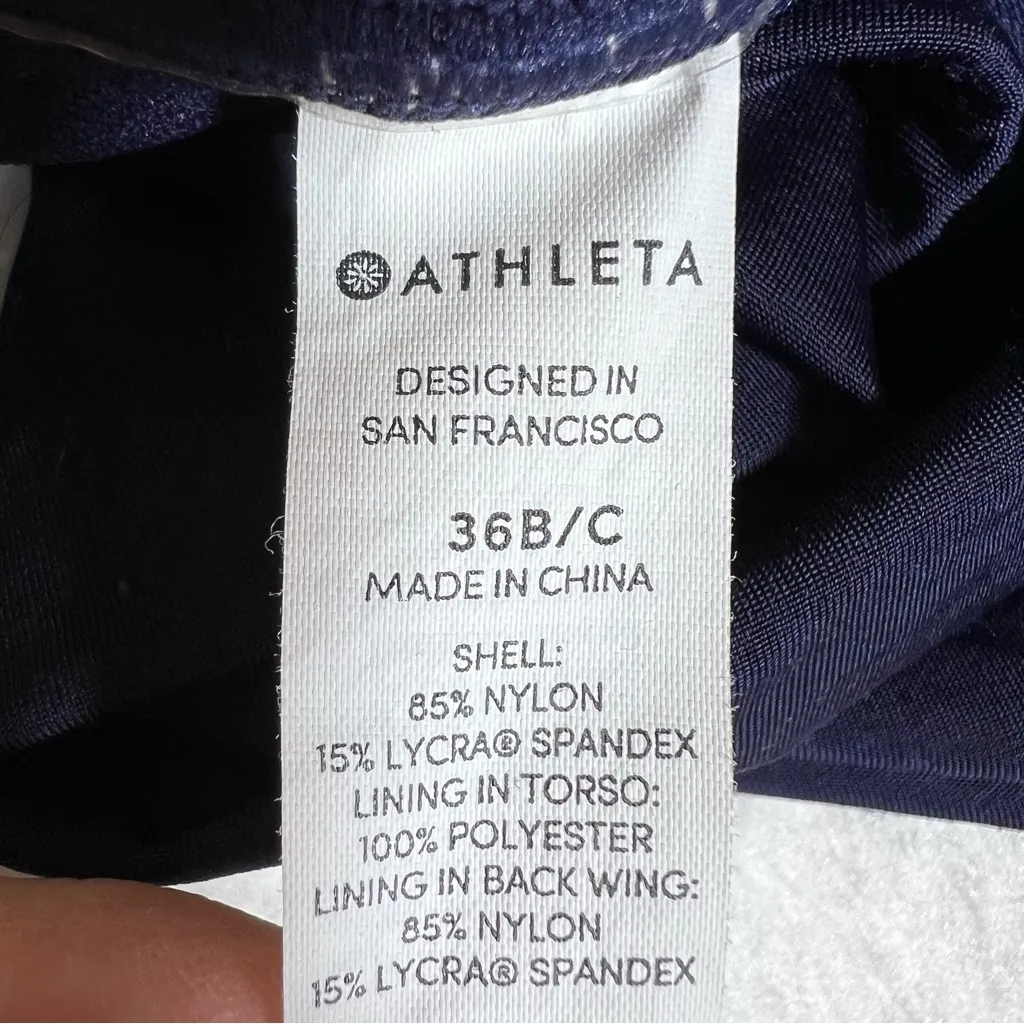 ATHLETA
DESIGNED IN
SAN FRANCISCO
36B/C
MADE IN CHINA
SHELL:
85% NYLON
15% LYCRA® SPANDEX
LINING IN TORSO:
100% POLYESTER
LINING IN BACK WING:
85% NYLON
15% LYCRA® SPANDEX